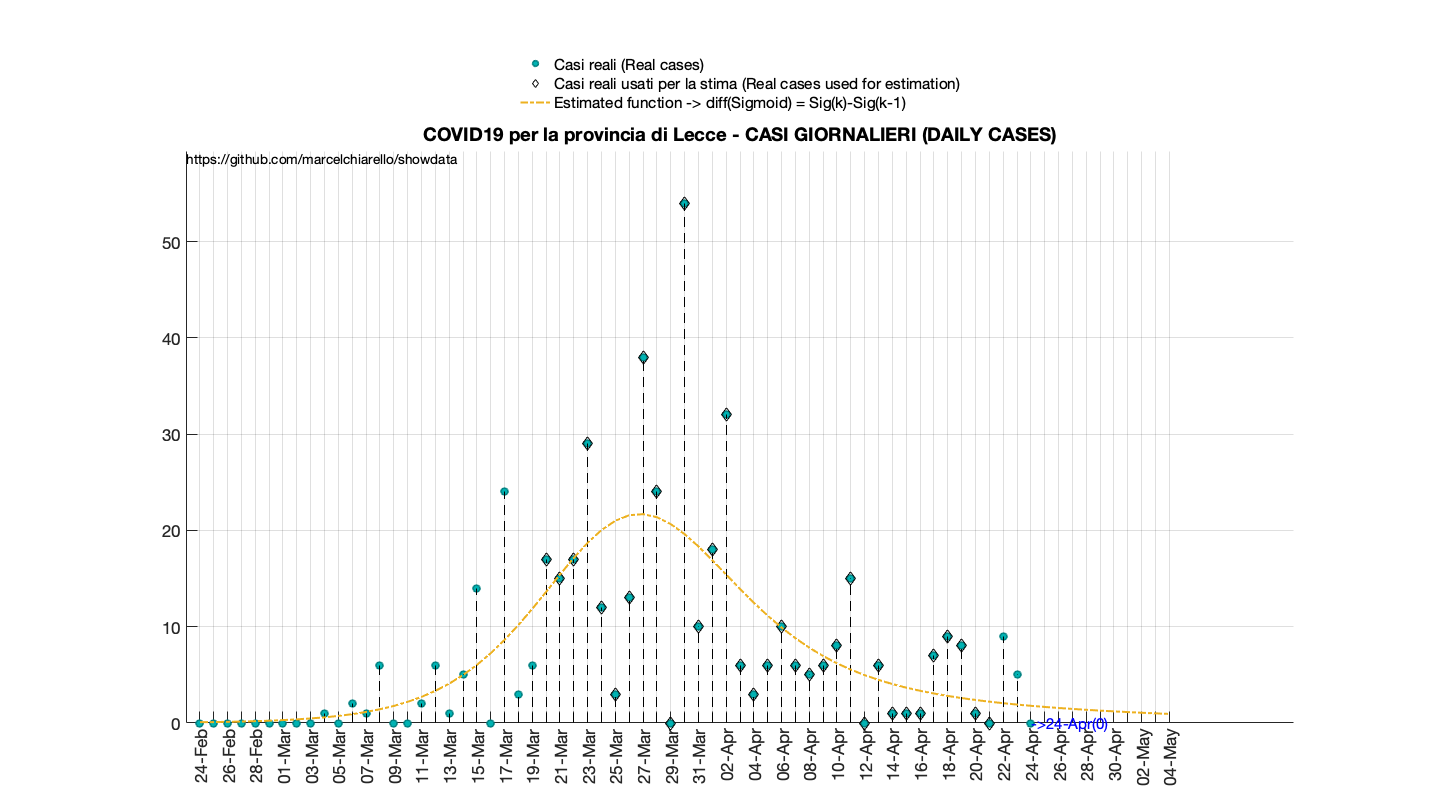 Casi reali (Real cases)
Casi reali usati per la stima (Real cases used for estimation)
Estimated function -> diff(Sigmoid) = Sig(k)-Sig(k-1)
COVID19 per la provincia di Lecce - CASI GIORNALIERI (DAILY CASES)
https://github.com/marcelchiarello/showdata
50
40
30
20
10
0
->24-Apr(0)
24-Feb
26-Feb
28-Feb
01-Mar
03-Mar
05-Mar
07-Mar
09-Mar
11-Mar
13-Mar
15-Mar
17-Mar
19-Mar
21-Mar
23-Mar
25-Mar
27-Mar
29-Mar
31-Mar
02-Apr
04-Apr
06-Apr
08-Apr
10-Apr
12-Apr
14-Apr
16-Apr
18-Apr
20-Apr
22-Apr
24-Apr
26-Apr
28-Apr
30-Apr
02-May
04-May